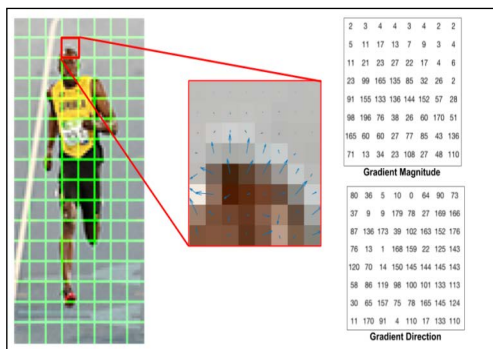 2 3 4 4 3 4 2 2
5 11 17 13 7 9 3 4
11 21 23 27 22 17 4 6
23 99 165 135 85 32 26 2
91 155 133 136 144 152 57 28
98 196 76 38 26 60 170 51
165 60 60 27 77 85 43 136
71 13 34 23 108 27 48 110
Gradient Magnitude
80 36 5 10 0 64 90 73
37 9 9 179 78 27 169 166
87 136 173 39 102 163 152 176
76 13 1 168 159 22 125 143
120 70 14 150 145 144 145 143
58 86 119 98 100 101 133 113
30 65 157 75 78 165 145 124
11 170 91 4 110 17 133 110
Gradient Direction